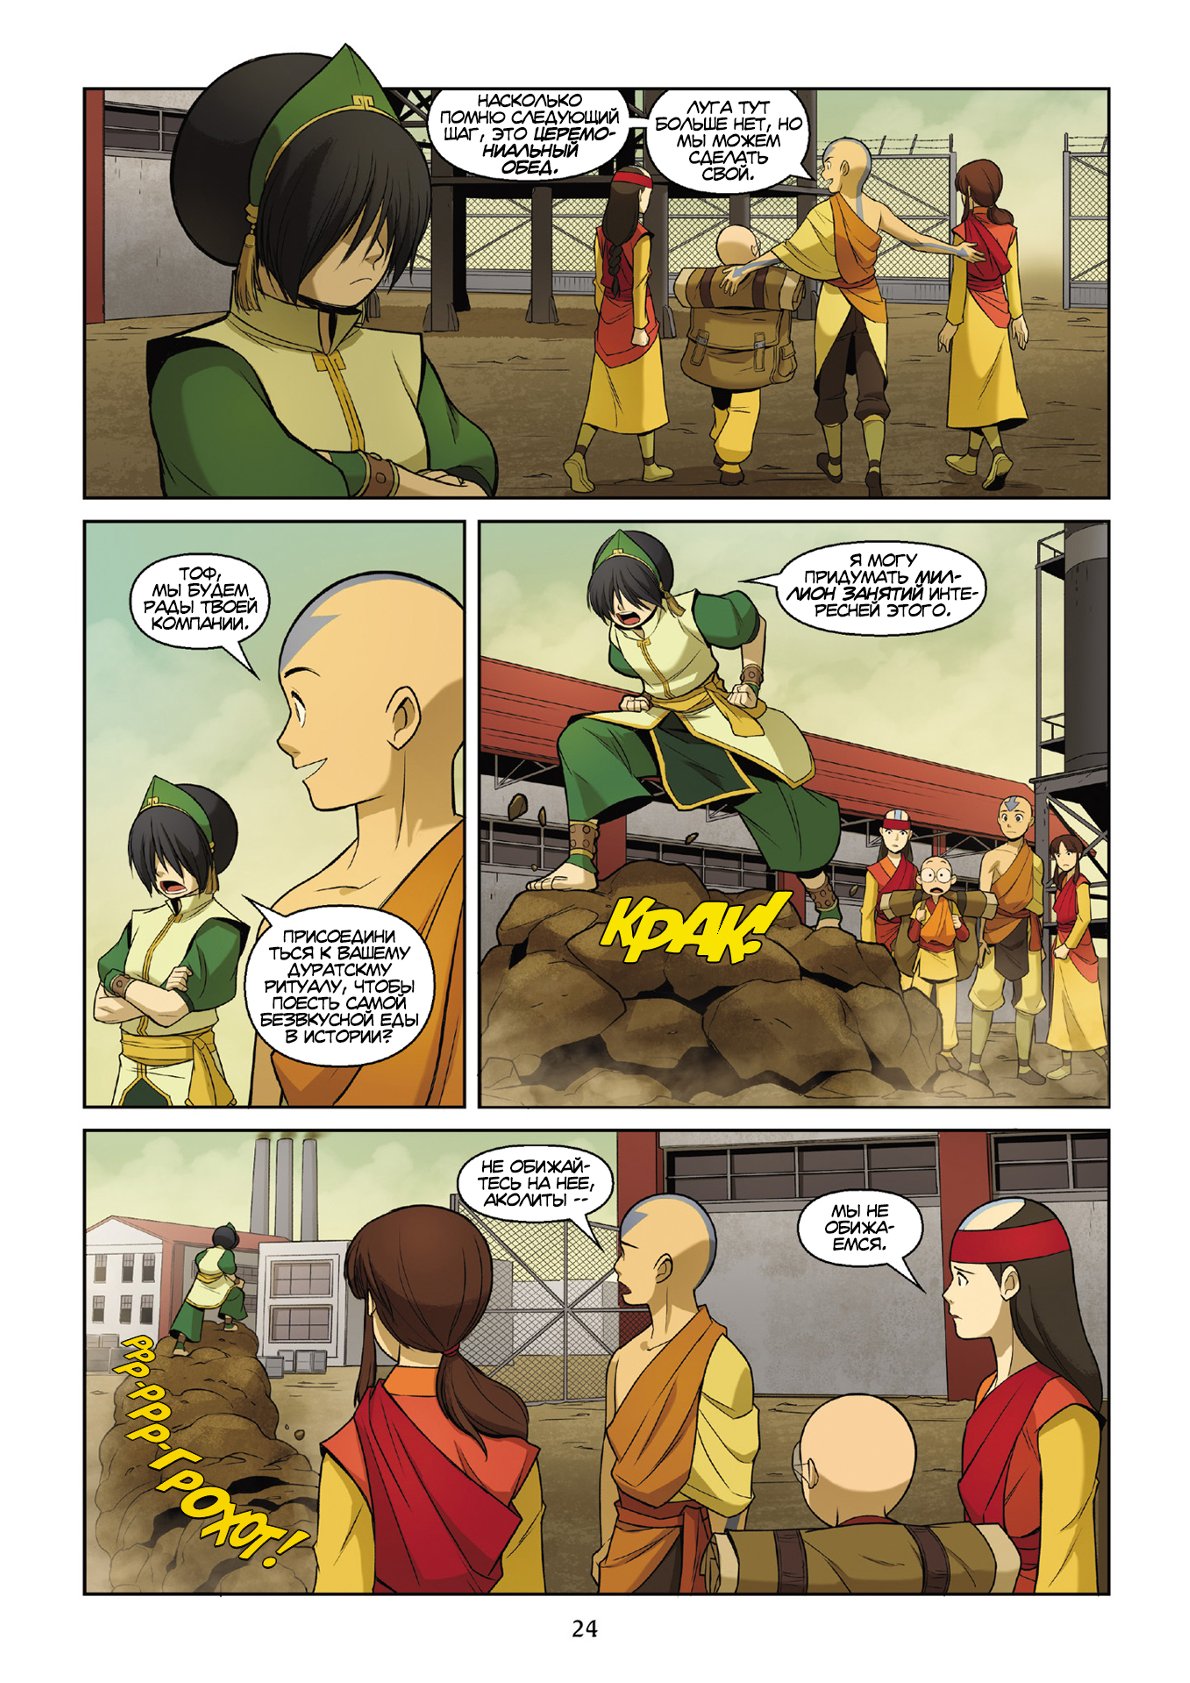 НАСКОЛЬКО
ПОМНЮ СЛЕДУЮЩИЙ
ШАГ, ЭТО ЦЕРЕМО-
НИАЛЬНЫЙ
ОБЕД.
ЛУГА ТУТ
БОЛЬШЕ НЕТ, НО
МЫ МОЖЕМ
СДЕЛАТЬ
СВОЙ.
ТОФ,
МЫ БУДЕМ
РАДЫ ТВОЕЙ
КОМПАНИИ.
ПРИСОЕДИНИ
ТЬСЯ К ВАШЕМУ
ДУРАТСКМУ
РИТУАЛУ, ЧТОБЫ
ПОЕСТЬ САМОЙ
БЕЗВКУСНОЙ ЕДЫ
В ИСТОРИИ?
Я МОГУ
ПРИДУМАТЬ МИЛ-
ЛИОН ЗАНЯТИЙ ИНТЕ-
РЕСНЕЙ ЭТОГО.
КРАК!
НЕ ОБИЖАЙ-
ТЕСЬ НА НЕЕ,
АКОЛИТЫ --
МЫ НЕ
ОБИЖА-
ЕМСЯ.
РРР-РРР-ГРОХОТ!
24